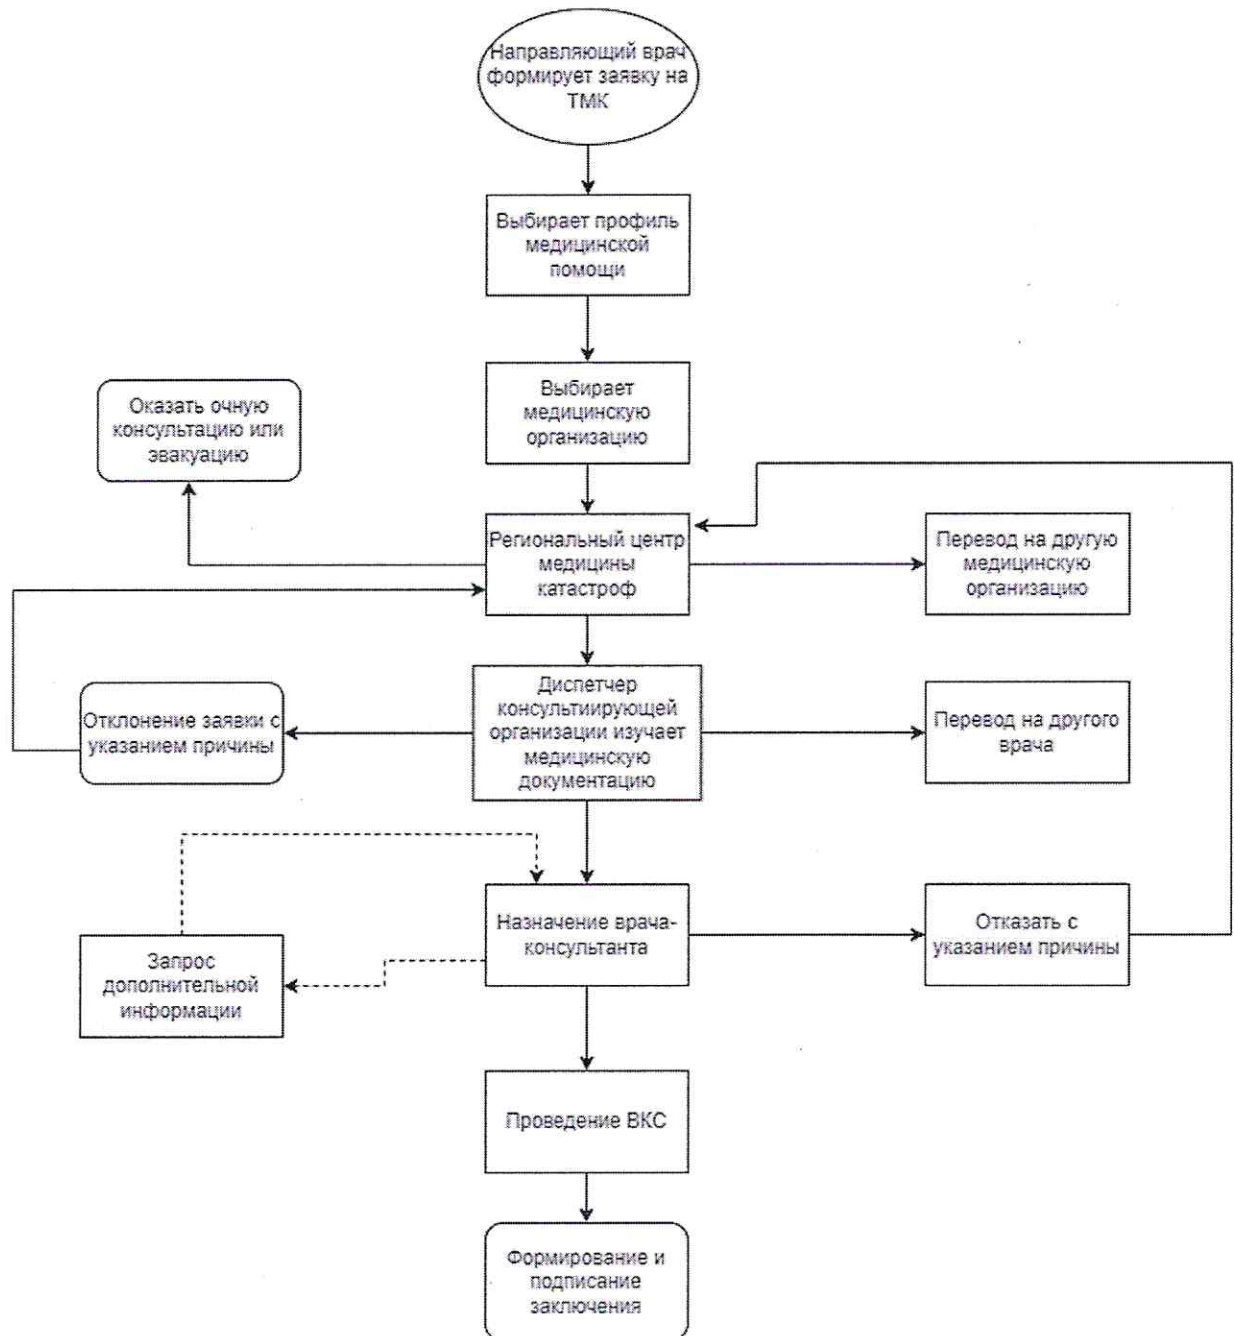 Направляющий врач
формирует заявку на
ТМК
Выбирает профиль
медицинской
помощи
Выбирает
медицинскую
организацию
Оказать очную
консультацию или
эвакуацию
Региональный центр
медицины
катастроф
Перевод на другую
медицинскую
организацию
Отклонение заявки с
указанием причины
Диспетчер
консультиирующей
организации изучает
медицинскую
документацию
Перевод на другого
врача
Запрос
дополнительной
информации
Назначение врача-
консультанта
Отказать с
указанием причины
Проведение ВКС
Формирование и
подписание
заключения